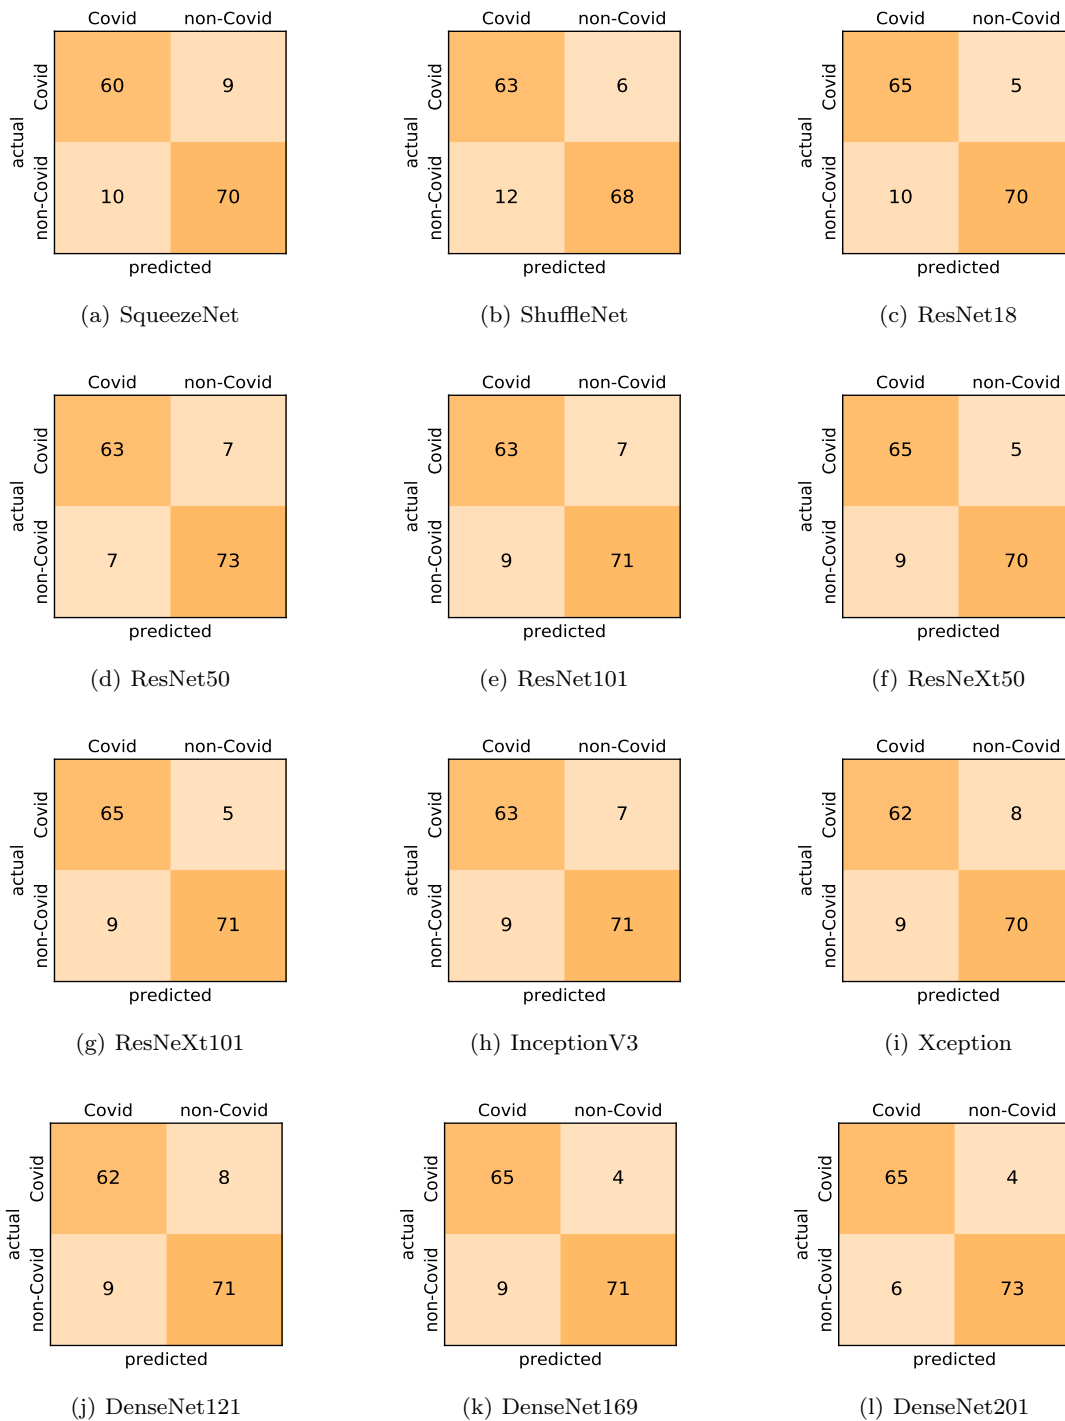 Covid non-Covid Covid non-Covid Covid non-Covid
actual Covid 60 9 actual Covid 63 6 actual Covid 65 5
non-Covid 10 70 non-Covid 12 68 non-Covid 10 70
predicted predicted predicted
(a) SqueezeNet (b) ShuffleNet (c) ResNet18
Covid non-Covid Covid non-Covid Covid non-Covid
actual Covid 63 7 actual Covid 63 7 actual Covid 65 5
non-Covid 7 73 non-Covid 9 71 non-Covid 9 70
predicted predicted predicted
(d) ResNet50 (e) ResNet101 (f) ResNeXt50
Covid non-Covid Covid non-Covid Covid non-Covid
actual Covid 65 5 actual Covid 63 7 actual Covid 62 8
non-Covid 9 71 non-Covid 9 71 non-Covid 9 70
predicted predicted predicted
(g) ResNeXt101 (h) InceptionV3 (i) Xception
Covid non-Covid Covid non-Covid Covid non-Covid
actual Covid 62 8 actual Covid 65 4 actual Covid 65 4
non-Covid 9 71 non-Covid 9 71 non-Covid 6 73
predicted predicted predicted
(j) DenseNet121 (k) DenseNet169 (l) DenseNet201